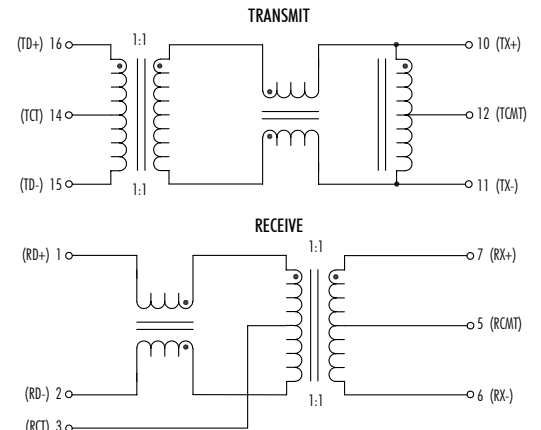 TRANSMIT
(TD+) 16
1:1
10 (TX+)
(TCT) 14
12 (TCMT)
(TD-) 15
1:1
11 (TX-)
RECEIVE
(RD+) 1
1:1
7 (RX+)
5 (RCMT)
(RD-) 2
1:1
6 (RX-)
(RCT) 3